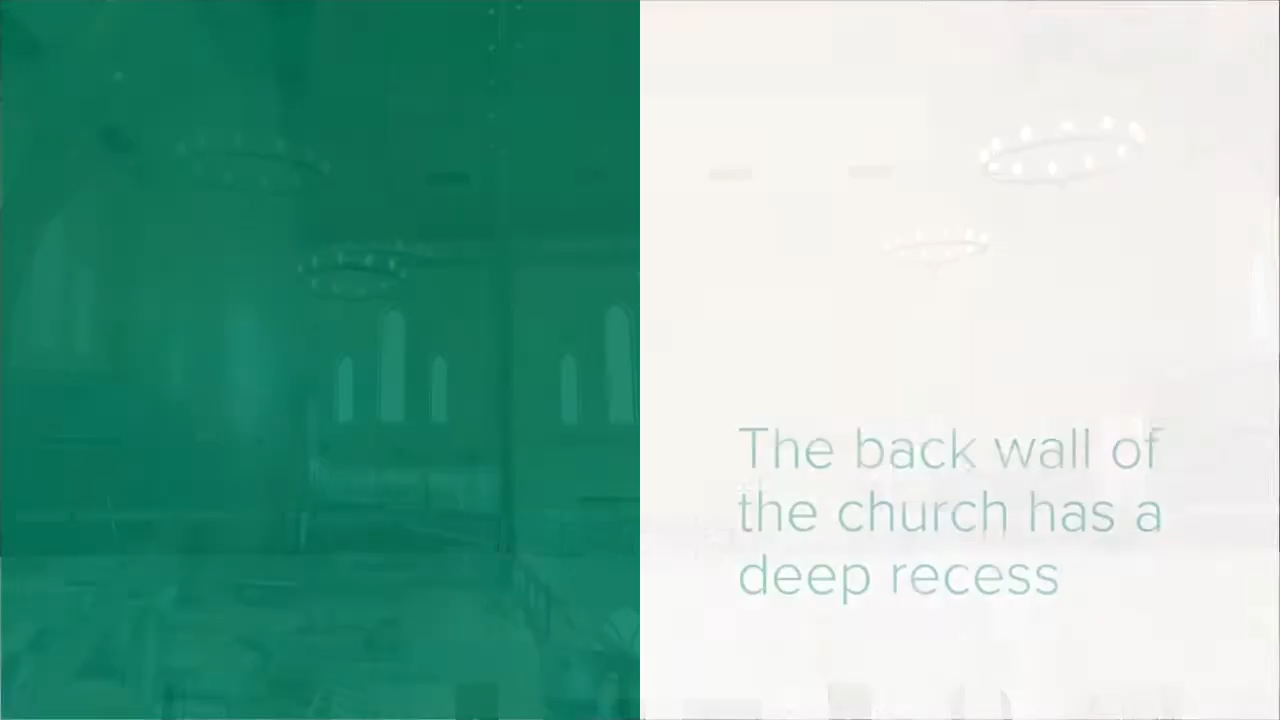 The back wall of
the church has a
deep recess